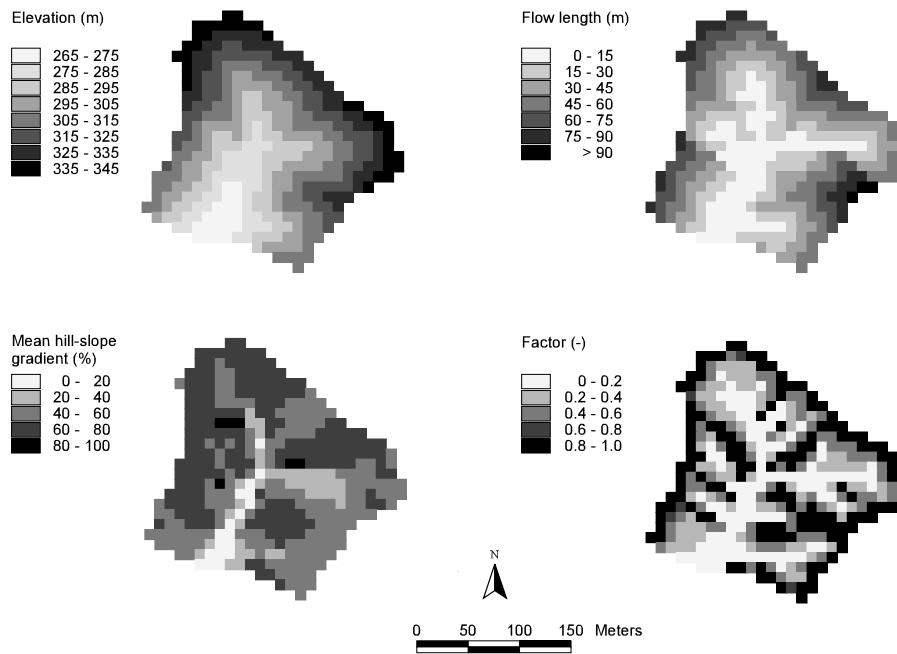 Elevation (m)
265 - 275
275 - 285
285 - 295
295 - 305
305 - 315
315 - 325
325 - 335
335 - 345
Flow length (m)
0 - 15
15 - 30
30 - 45
45 - 60
60 - 75
75 - 90
> 90
Mean hill-slope
gradient (%)
0 - 20
20 - 40
40 - 60
60 - 80
80 - 100
Factor (-)
0 - 0.2
0.2 - 0.4
0.4 - 0.6
0.6 - 0.8
0.8 - 1.0
N
0 50 100 150 Meters